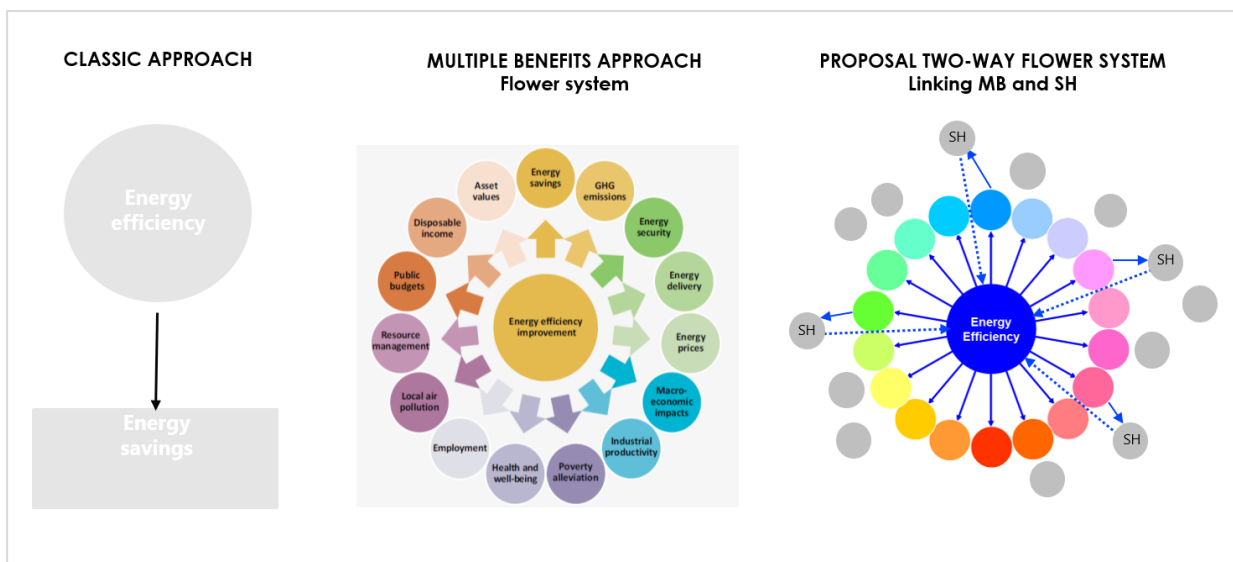 CLASSIC APPROACH
Energy
efficiency
Energy
savings
MULTIPLE BENEFITS APPROACH
Flower system
Energy
savings
GHG
emissions
Energy
security
Energy
delivery
Energy
prices
Macro-
economic
impacts
Industrial
productivity
Poverty
alleviation
Health and
well-being
Employment
Local air
pollution
Resource
management
Public
budgets
Disposable
income
Asset
values
Energy efficiency
improvement
PROPOSAL TWO-WAY FLOWER SYSTEM
Linking MB and SH
SH
SH
SH
SH
Energy
Efficiency